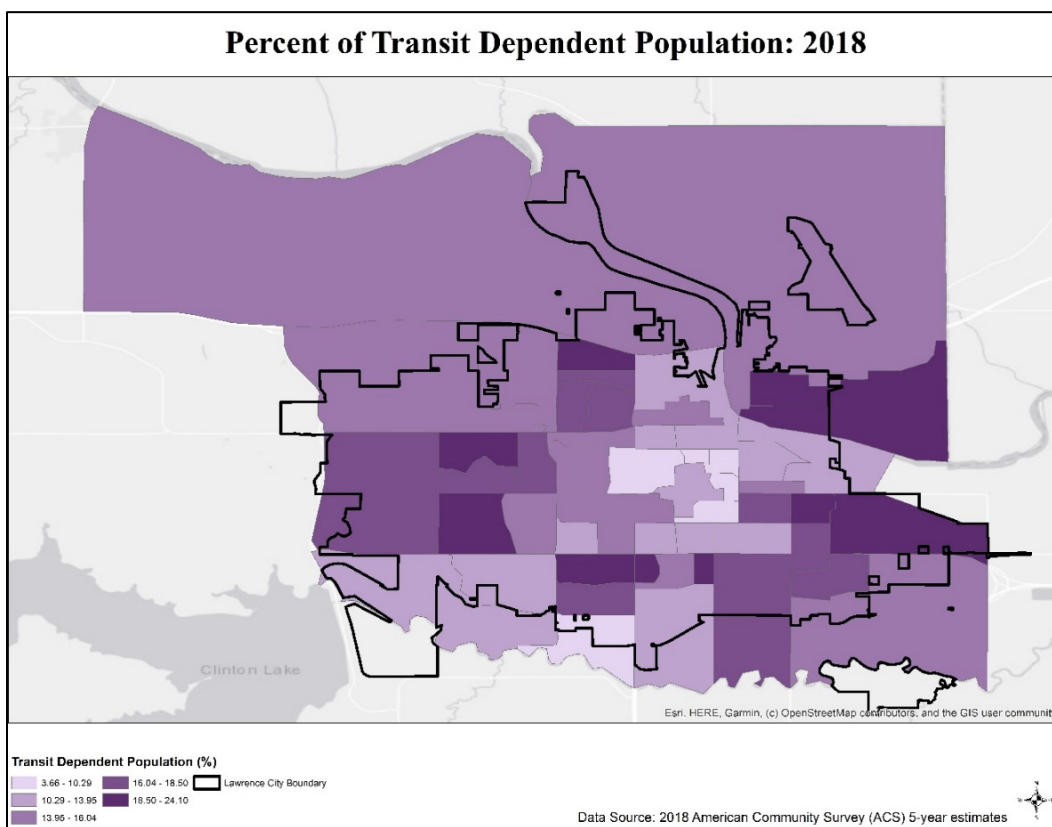 Percent of Transit Dependent Population: 2018
Clinton Lake
Esri, HERE, Garmin, (c) OpenStreetMap contributors, and the GIS user community
Transit Dependent Population (%)
3.66 - 10.29
16.04 - 18.50
Lawrence City Boundary
10.29 - 13.95
18.50 - 24.10
13.95 - 16.04
Data Source: 2018 American Community Survey (ACS) 5-year estimates